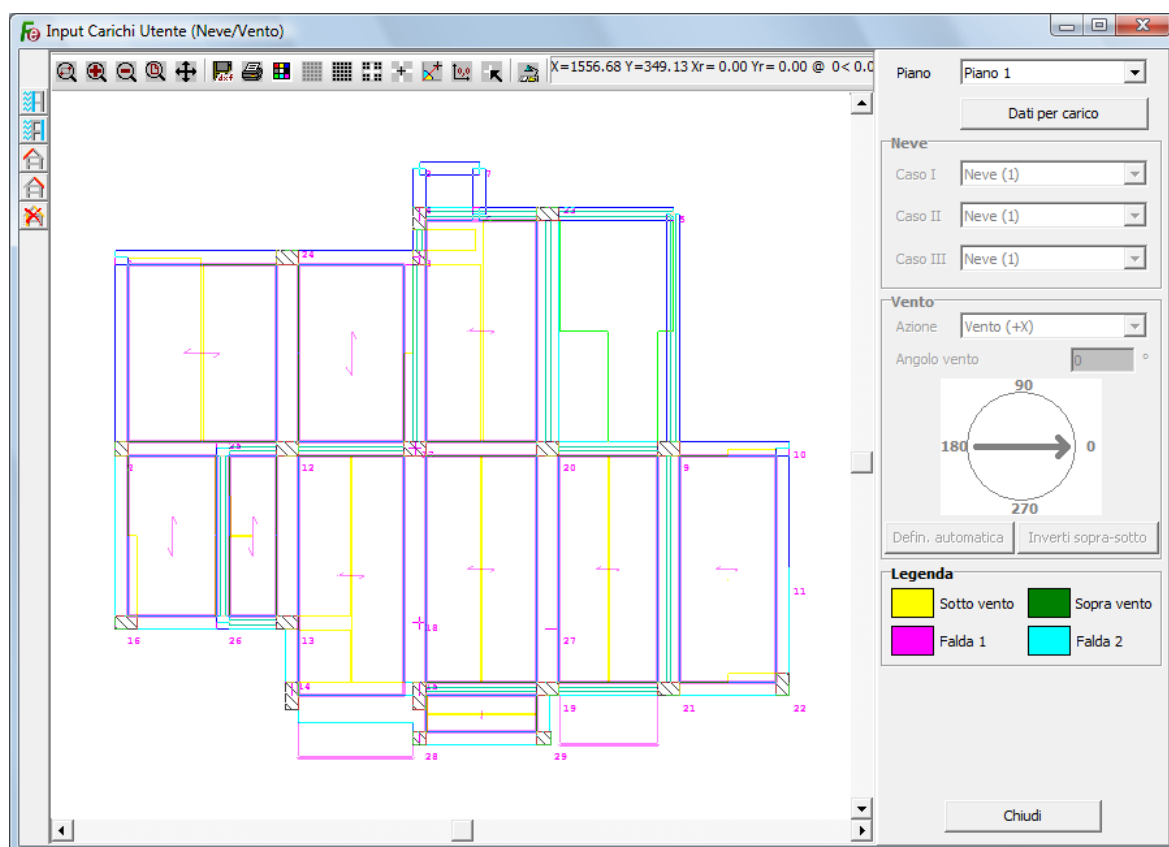 Input Carichi Utente (Neve/Vento)
X=1556.68 Y=349.13 Xr= 0.00 Yr= 0.00 @ 0< 0.0
Piano Piano 1
Dati per carico
Neve
Caso I Neve (1)
Caso II Neve (1)
Caso III Neve (1)
Vento
Azione Vento (+X)
Angolo vento 0 °
90
180 0
270
Defin. automatica Inverti sopra-sotto
Legenda
Sotto vento Sopra vento
Falda 1 Falda 2
Chiudi
24
12 20 9 10
11
16 26 13 18 27
14 15 19 21 22
28 29